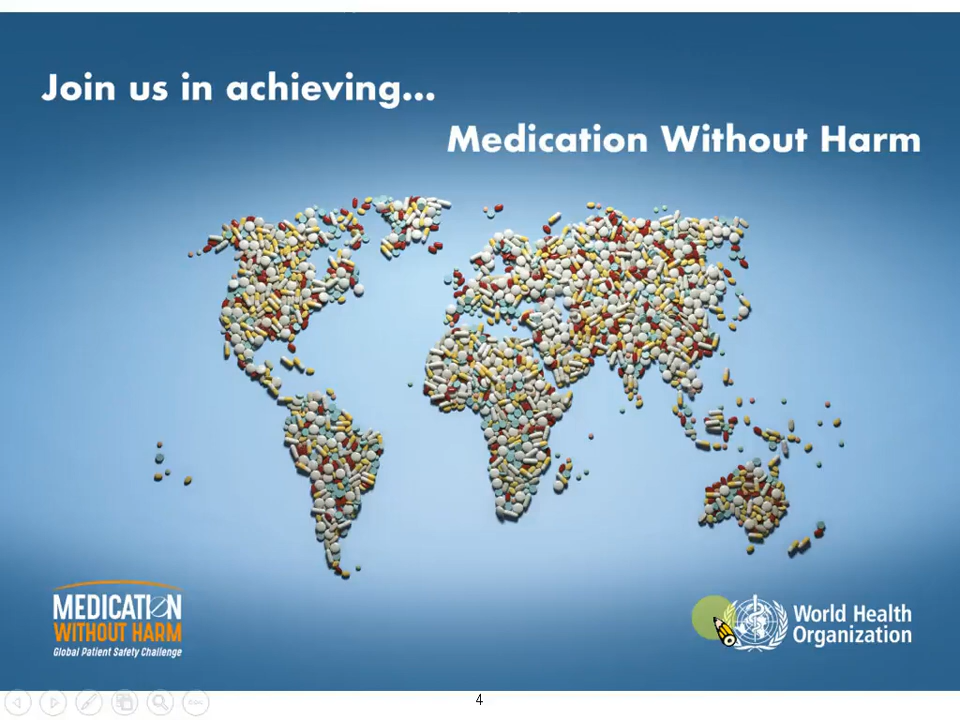 Join us in achieving...
Medication Without Harm
MEDICATION
WITHOUT HARM
Global Patient Safety Challenge
World Health
Organization
4